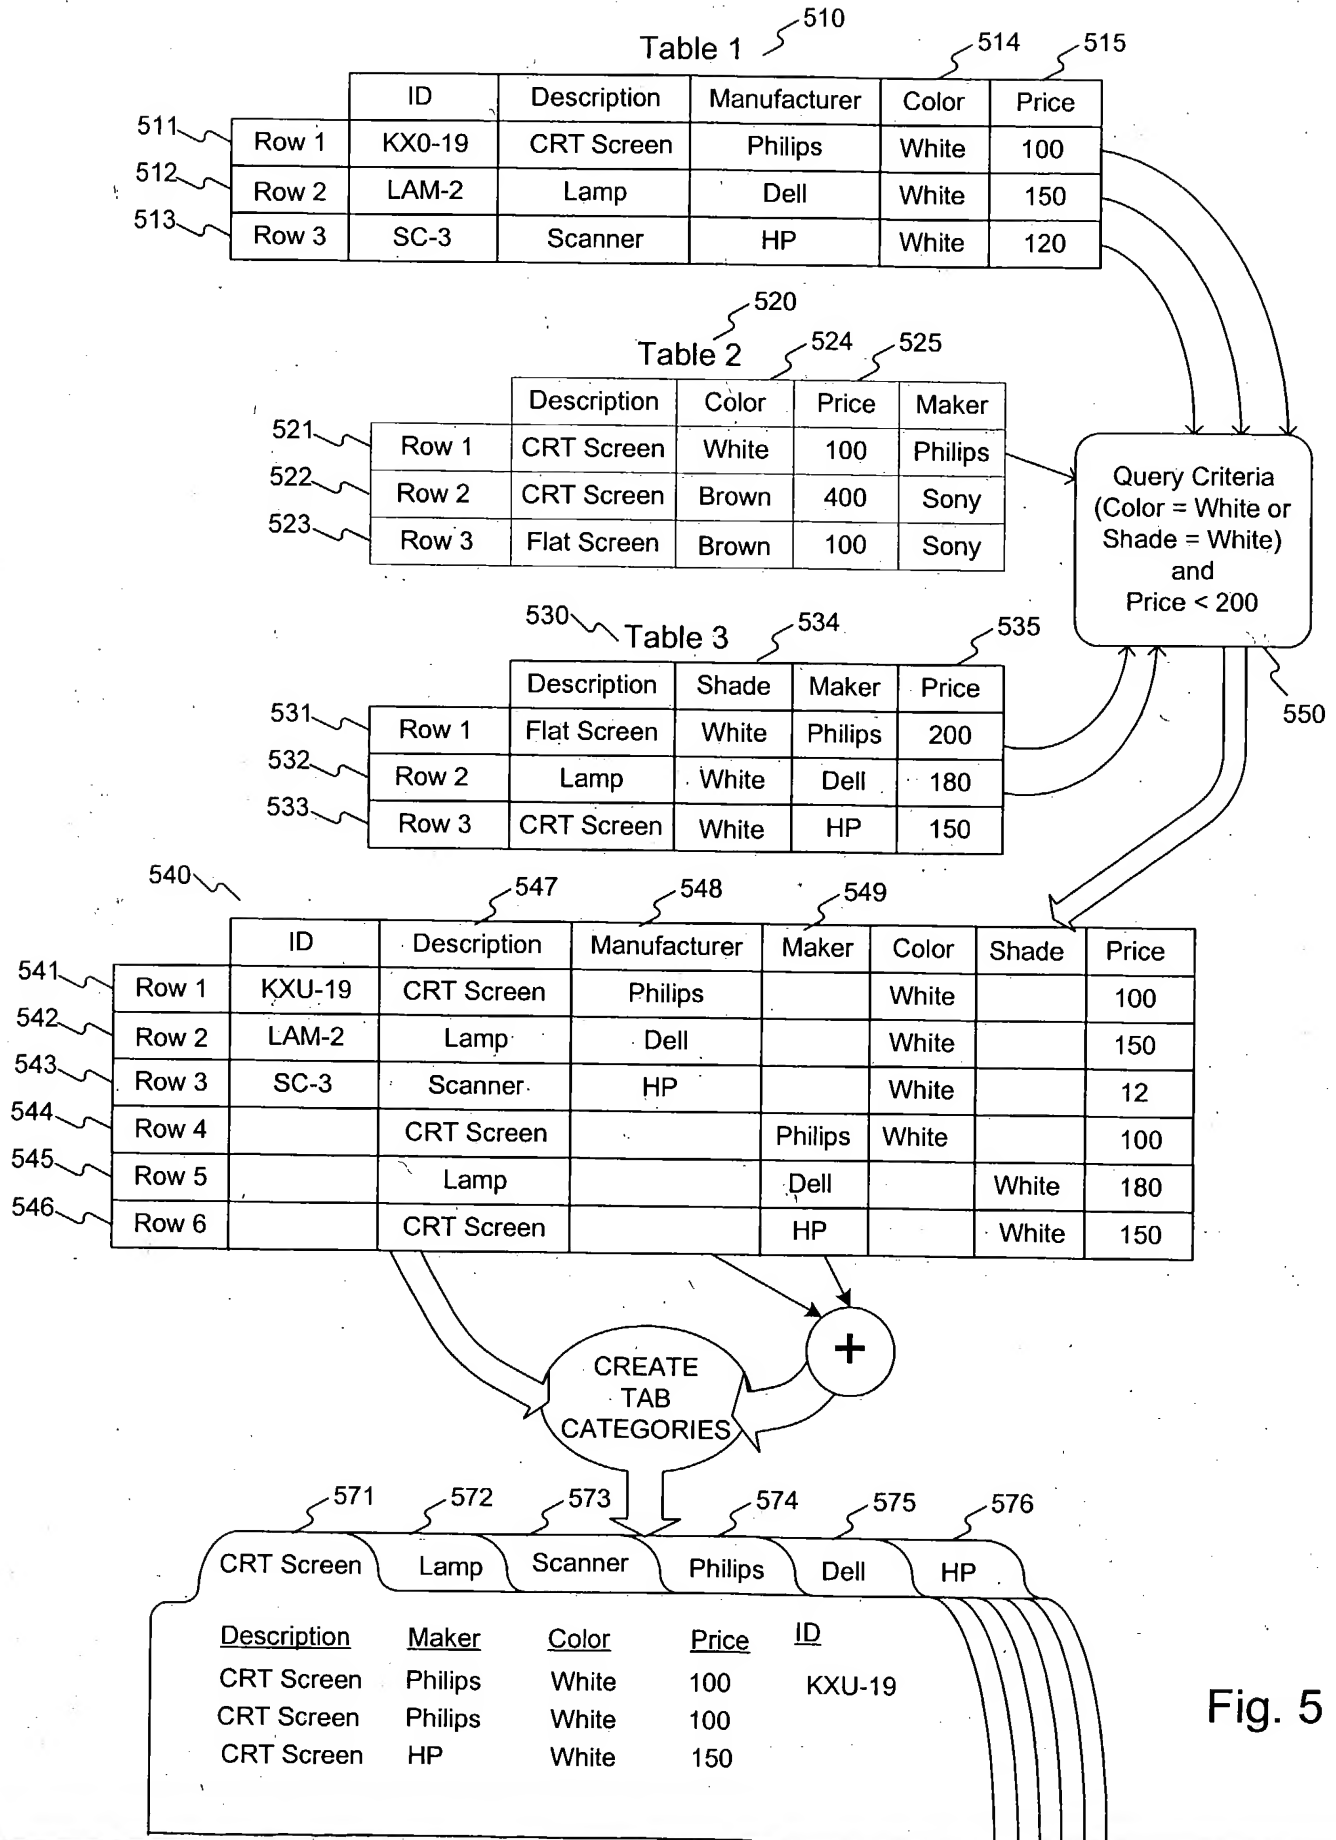 510
Table 1
514
515
ID Description Manufacturer Color Price
511 Row 1 KX0-19 CRT Screen Philips White 100
512 Row 2 LAM-2 Lamp Dell White 150
513 Row 3 SC-3 Scanner HP White 120
520
Table 2
524
525
Description Color Price Maker
521 Row 1 CRT Screen White 100 Philips
522 Row 2 CRT Screen Brown 400 Sony
523 Row 3 Flat Screen Brown 100 Sony
Query Criteria
(Color = White or
Shade = White)
and
Price < 200
550
530
Table 3
534
535
Description Shade Maker Price
531 Row 1 Flat Screen White Philips 200
532 Row 2 Lamp White Dell 180
533 Row 3 CRT Screen White HP 150
540
547
548
549
ID Description Manufacturer Maker Color Shade Price
541 Row 1 KXU-19 CRT Screen Philips White 100
542 Row 2 LAM-2 Lamp Dell White 150
543 Row 3 SC-3 Scanner HP White 12
544 Row 4 CRT Screen Philips White 100
545 Row 5 Lamp Dell White 180
546 Row 6 CRT Screen HP White 150
+
CREATE
TAB
CATEGORIES
571 572 573 574 575 576
CRT Screen Lamp Scanner Philips Dell HP
Description Maker Color Price ID
CRT Screen Philips White 100 KXU-19
CRT Screen Philips White 100
CRT Screen HP White 150
Fig. 5